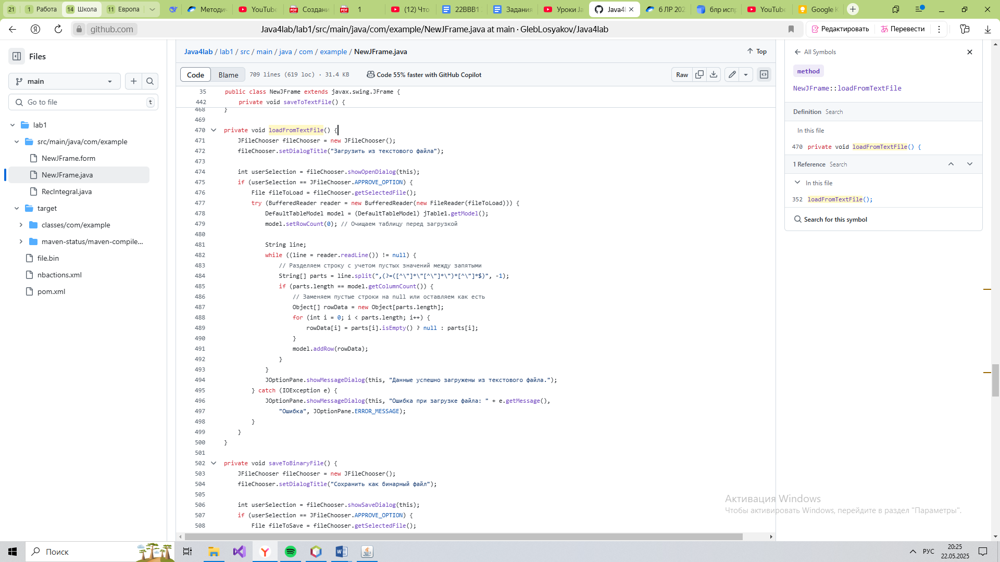 21
1 Работа
14 Школа
11 Европа
Методич
YouTube
Создани
1
(12) Что
22ВВВ1
Задания
Уроки Ja
Java4l
6 ЛР 202
блр исп
YouTube
Google K
github.com
Java4lab/lab1/src/main/java/com/example/NewJFrame.java at main · GlebLosyakov/Java4lab
Редактировать
Перевести
Files
main
Go to file
t
lab1
src/main/java/com/example
NewJFrame.form
NewJFrame.java
RecIntegral.java
target
classes/com/example
maven-status/maven-compile...
file.bin
nbactions.xml
pom.xml
Java4lab / lab1 / src / main / java / com / example / NewJFrame.java
Top
Code
Blame
709 lines (619 loc) · 31.4 KB
Code 55% faster with GitHub Copilot
Raw
35 public class NewJFrame extends javax.swing.JFrame {
442 private void saveToTextFile() {
468 }
469
470 private void loadFromTextFile() {
471 JFileChooser fileChooser = new JFileChooser();
472 fileChooser.setDialogTitle("Загрузить из текстового файла");
473
474 int userSelection = fileChooser.showOpenDialog(this);
475 if (userSelection == JFileChooser.APPROVE_OPTION) {
476 File fileToLoad = fileChooser.getSelectedFile();
477 try (BufferedReader reader = new BufferedReader(new FileReader(fileToLoad))) {
478 DefaultTableModel model = (DefaultTableModel) jTable1.getModel();
479 model.setRowCount(0); // Очищаем таблицу перед загрузкой
480
481 String line;
482 while ((line = reader.readLine()) != null) {
483 // Разделяем строку с учетом пустых значений между запятыми
484 String[] parts = line.split(",(?=([^\"]*\"[^\"]*\")*[^\"]*$)", -1);
485 if (parts.length == model.getColumnCount()) {
486 // Заменяем пустые строки на null или оставляем как есть
487 Object[] rowData = new Object[parts.length];
488 for (int i = 0; i < parts.length; i++) {
489 rowData[i] = parts[i].isEmpty() ? null : parts[i];
490 }
491 model.addRow(rowData);
492 }
493 }
494 JOptionPane.showMessageDialog(this, "Данные успешно загружены из текстового файла.");
495 } catch (IOException e) {
496 JOptionPane.showMessageDialog(this, "Ошибка при загрузке файла: " + e.getMessage(),
497 "Ошибка", JOptionPane.ERROR_MESSAGE);
498 }
499 }
500 }
501
502 private void saveToBinaryFile() {
503 JFileChooser fileChooser = new JFileChooser();
504 fileChooser.setDialogTitle("Сохранить как бинарный файл");
505
506 int userSelection = fileChooser.showSaveDialog(this);
507 if (userSelection == JFileChooser.APPROVE_OPTION) {
508 File fileToSave = fileChooser.getSelectedFile();
All Symbols
method
NewJFrame::loadFromTextFile
Definition Search
In this file
470 private void loadFromTextFile() {
1 Reference Search
In this file
352 loadFromTextFile();
Search for this symbol
Активация Windows
Чтобы активировать Windows, перейдите в раздел "Параметры".
Поиск
РУС
20:25
22.05.2025